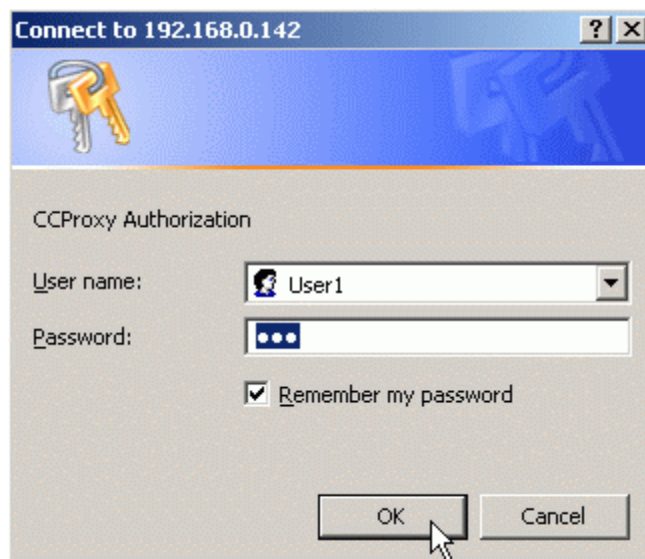 Connect to 192.168.0.142
CCProxy Authorization
User name:
User1
Password:
●●●
Remember my password
OK
Cancel